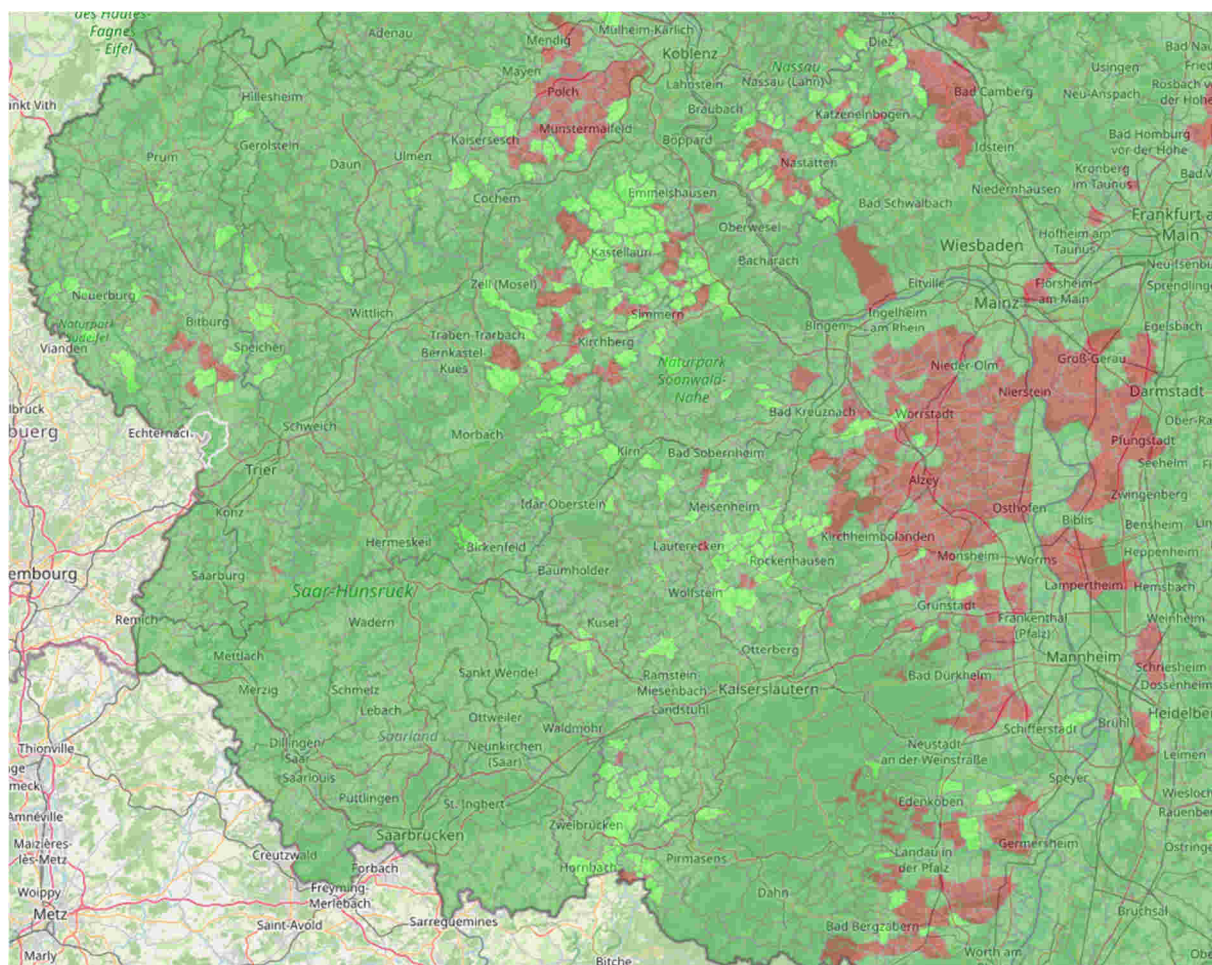 des Hautes-
Fagnes
- Eifel
Adenau
Mendig
Mülheim-Kärlich
Koblenz
Diez
Bad Nau
Usingen
Fried
Mayen
Lahnstein
Nassau
Nassau (Lahn)
Rosbach v
der Höhe
Hillesheim
Polch
Bad Camberg
Neu-Anspach
ankt Vith
Braubach
Katzenelnbogen
Münstermaifeld
Kaisersesch
Boppard
Bad Homburg
vor der Höhe
Gerolstein
Idstein
Prüm
Daun
Ulmen
Nastätten
Kronberg
im Taunus
Bad V
Cochem
Emmelshausen
Niedernhausen
Bad Schwalbach
Oberwesel
Frankfurt a
Main
Hofheim am
Taunus
Wiesbaden
Kastellaun
Bacharach
Neu-Isenbu
Zell (Mosel)
Eltville
Flörsheim
am Main
Sprendlinge
Neuerburg
Mainz
Wittlich
Simmern
Ingelheim
am Rhein
Bitburg
Bingen
Egelsbach
Naturpark
Südeifel
Traben-Trarbach
Kirchberg
Vianden
Speicher
Bernkastel
Kues
Naturpark
Soonwald-
Nahe
Nieder-Olm
Groß-Gerau
Nierstein
Darmstadt
lbruck
Bad Kreuznach
Wörrstadt
Ober-Ra
buerg
Echternach
Schweich
Morbach
Pfungstadt
Kirn
Bad Sobernheim
Seeheim
Trier
Alzey
Zwingenberg
Idar-Oberstein
Meisenheim
Osthofen
Konz
Biblis
Bensheim
Hermeskeil
Birkenfeld
Lauterecken
Kirchheimbolanden
Monsheim
Worms
Heppenheim
Rockenhausen
embourg
Saarburg
Baumholder
Lampertheim
Hemsbach
Saar-Hunsrück
Wolfstein
Grünstadt
Remich
Wadern
Kusel
Frankenthal
(Pfalz)
Weinheim
Mettlach
Otterberg
Mannheim
Sankt Wendel
Ramstein
Miesenbach
Bad Dürkheim
Schriesheim
Merzig
Schmelz
Kaiserslautern
Dossenheim
Lebach
Ottweiler
Landstuhl
Heidelber
Saarland
Waldmohr
Schifferstadt
Brühl
Thionville
Dillingen
Saar
Neunkirchen
(Saar)
Neustadt
an der Weinstraße
Leimen
Saarlouis
Speyer
Püttlingen
St. Ingbert
Edenkoben
Wiesloch
Amnéville
Rauenber
Saarbrücken
Zweibrücken
Maizières-
lès-Metz
Creutzwald
Germersheim
Östringe
Pirmasens
Landau in
der Pfalz
Hornbach
Forbach
Woippy
Freyming-
Merlebach
Dahn
Metz
Saint-Avold
Sarreguemines
Bad Bergzabern
Bruchsal
Marly
Bitche
Wörth am
Obe